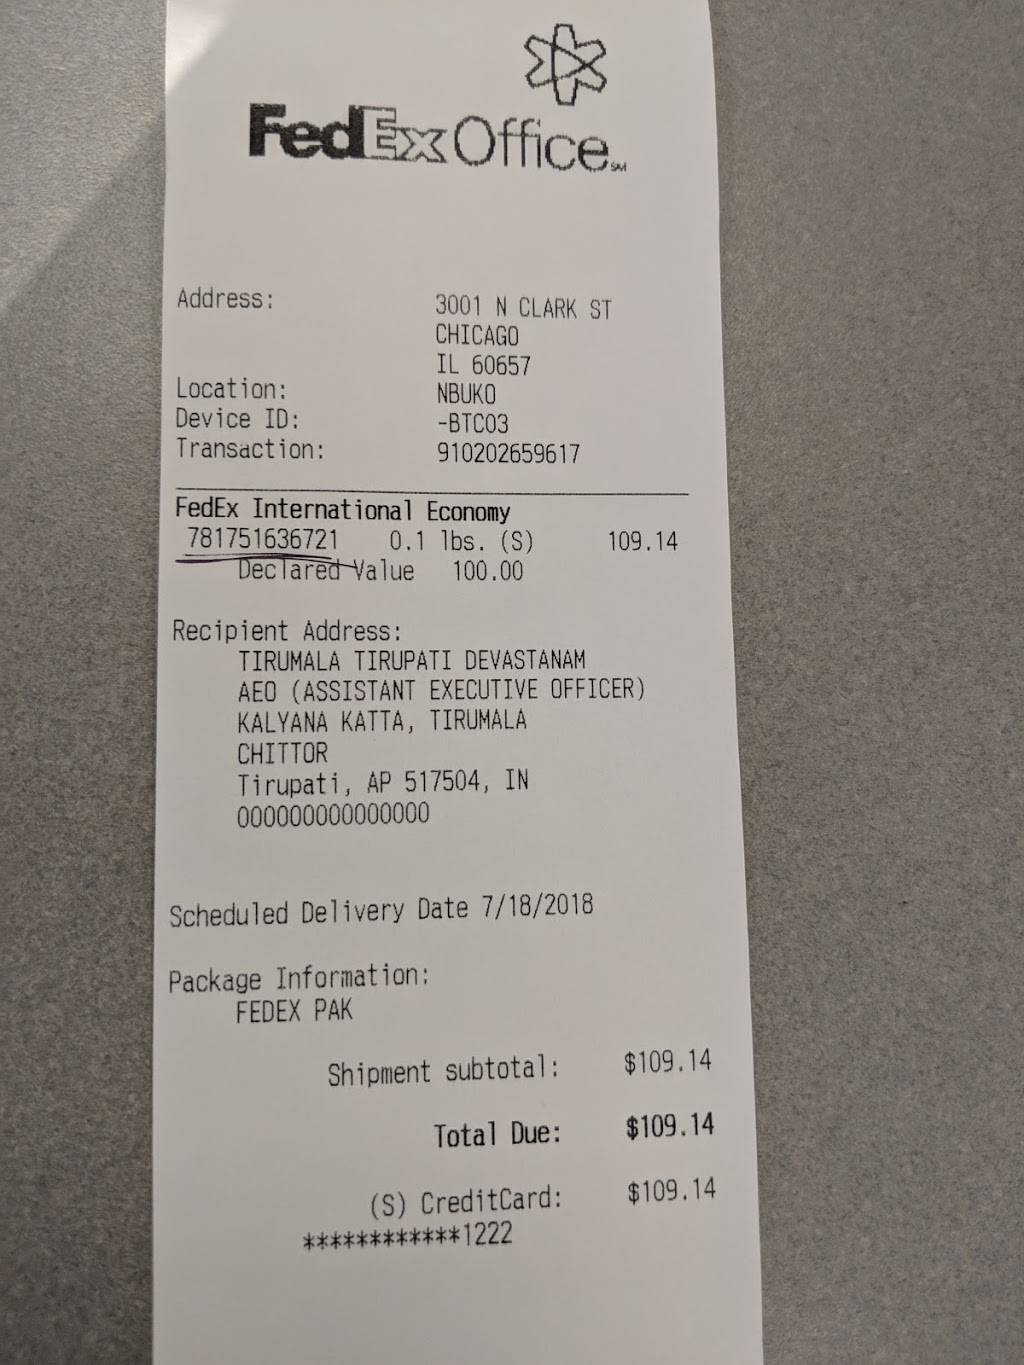 FedEx Office SM
Address: 3001 N CLARK ST
CHICAGO
IL 60657
Location: NBUKO
Device ID: -BTC03
Transaction: 910202659617
FedEx International Economy
781751636721 0.1 lbs. (S) 109.14
Declared Value 100.00
Recipient Address:
TIRUMALA TIRUPATI DEVASTANAM
AEO (ASSISTANT EXECUTIVE OFFICER)
KALYANA KATTA, TIRUMALA
CHITTOR
Tirupati, AP 517504, IN
000000000000000
Scheduled Delivery Date 7/18/2018
Package Information:
FEDEX PAK
Shipment subtotal: $109.14
Total Due: $109.14
(S) CreditCard: $109.14
************1222